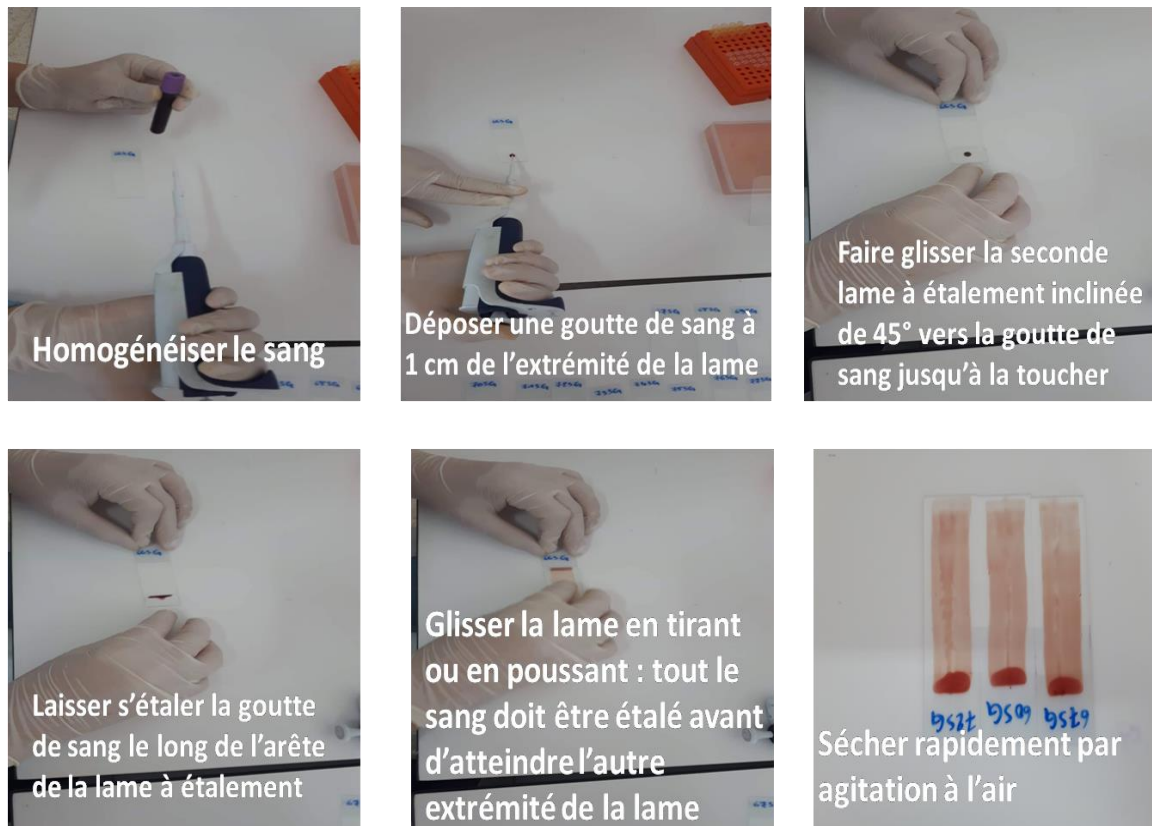 Homogénéiser le sang
Déposer une goutte de sang à
1 cm de l'extrémité de la lame
Faire glisser la seconde
lame à étalement inclinée
de 45° vers la goutte de
sang jusqu'à la toucher
Laisser s'étaler la goutte
de sang le long de l'arête
de la lame à étalement
Glisser la lame en tirant
ou en poussant : tout le
sang doit être étalé avant
d'atteindre l'autre
extrémité de la lame
72SG 60SG 67SG
Sécher rapidement par
agitation à l'air